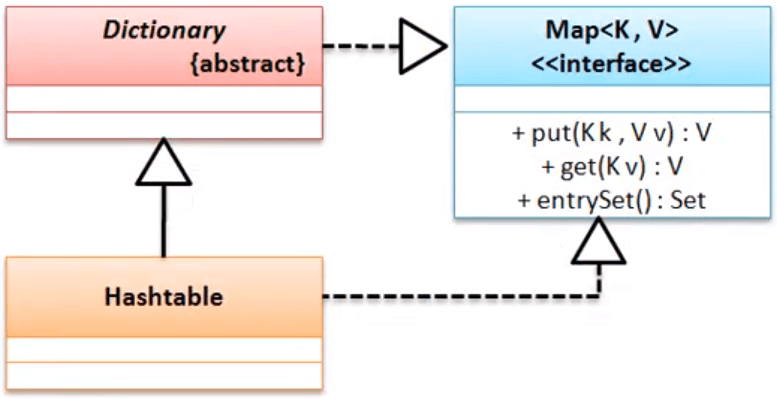 Dictionary
{abstract}
Map<K , V>
<<interface>>
+ put(K k , V v) : V
+ get(K v) : V
+ entrySet() : Set
Hashtable